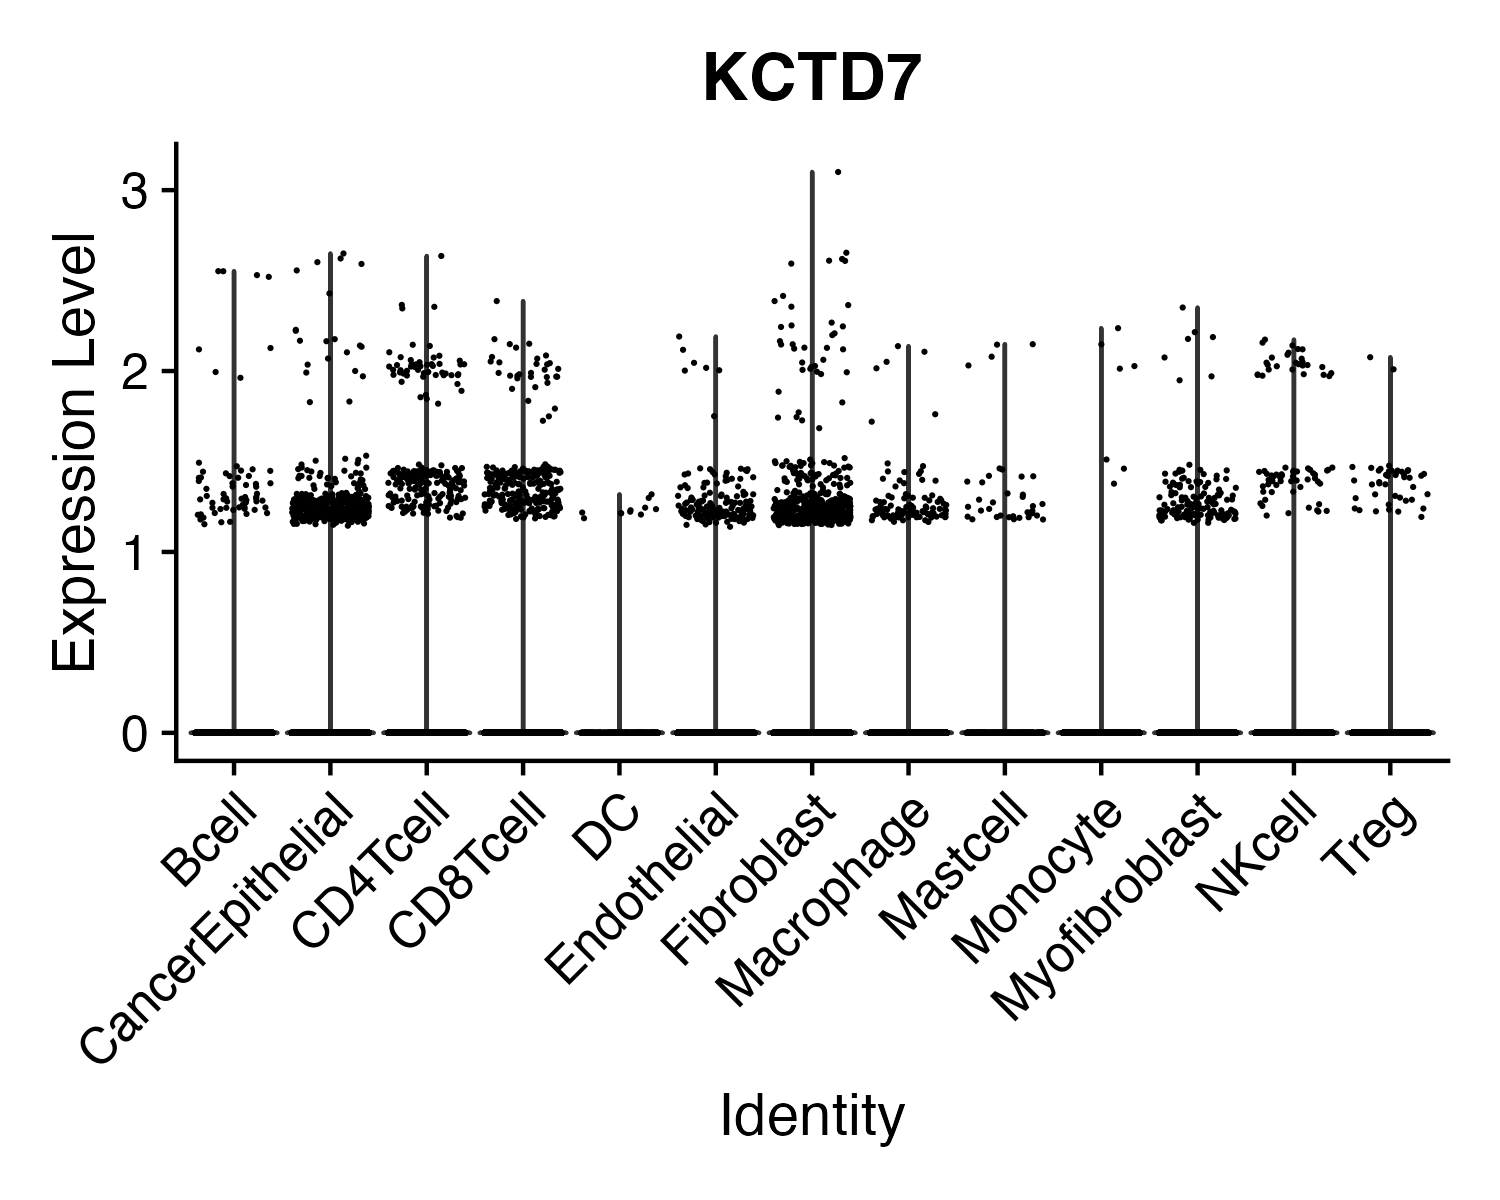 KCTD7
Expression Level
3
2
1
0
Bcell
CancerEpithelial
CD4Tcell
CD8Tcell
DC
Endothelial
Fibroblast
Macrophage
Mastcell
Monocyte
Myofibroblast
NKcell
Treg
Identity